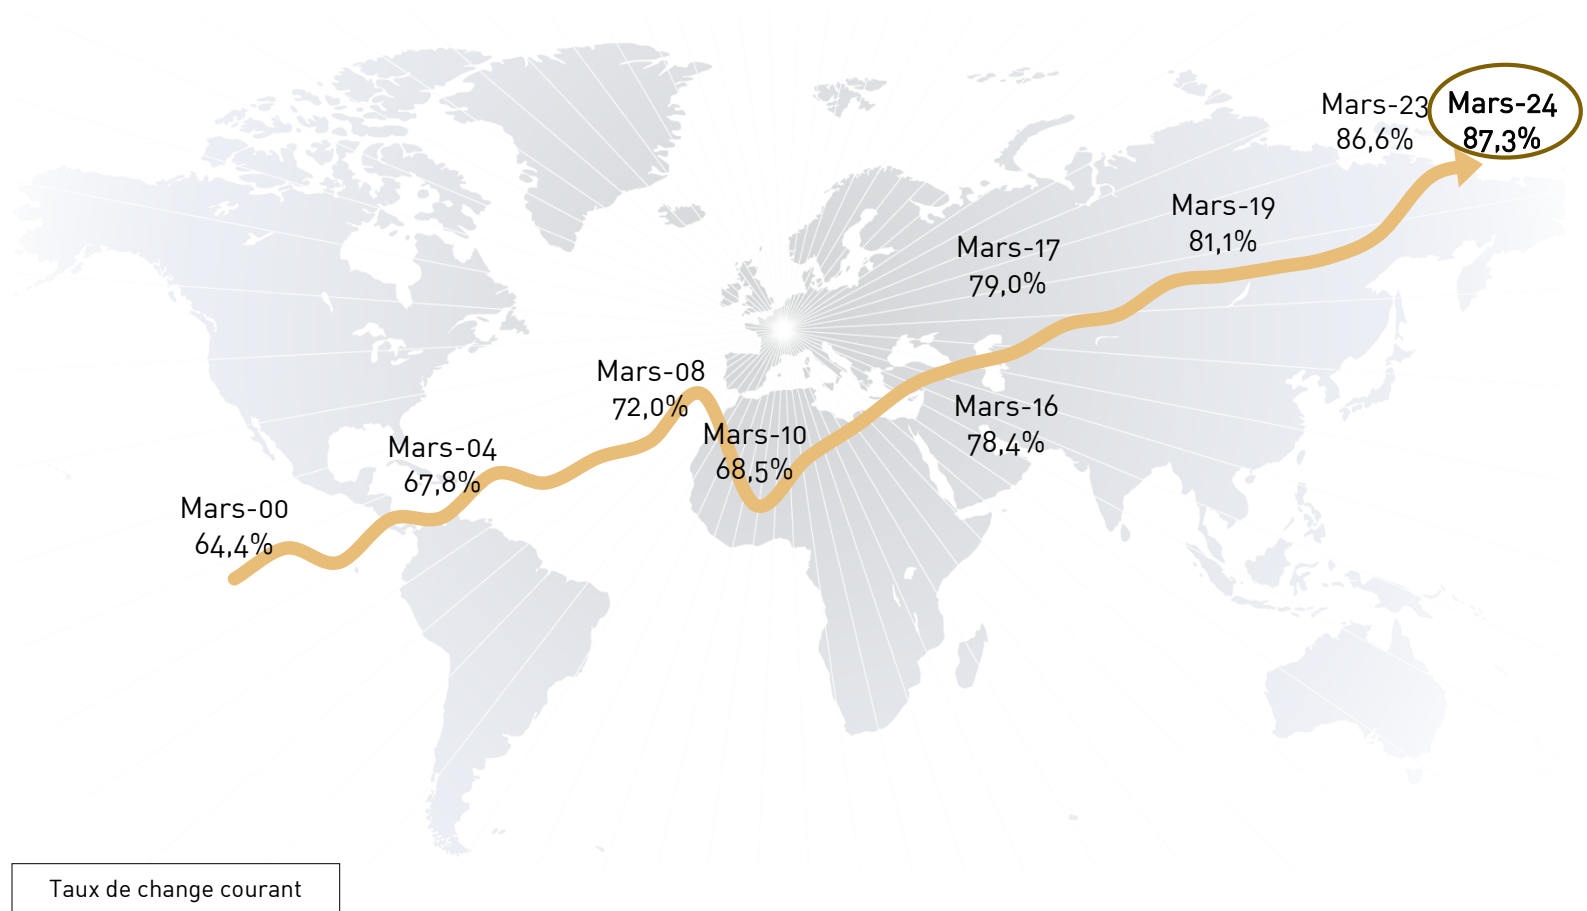 Mars-00
64,4%
Mars-04
67,8%
Mars-08
72,0%
Mars-10
68,5%
Mars-16
78,4%
Mars-17
79,0%
Mars-19
81,1%
Mars-23
86,6%
Mars-24
87,3%
Taux de change courant